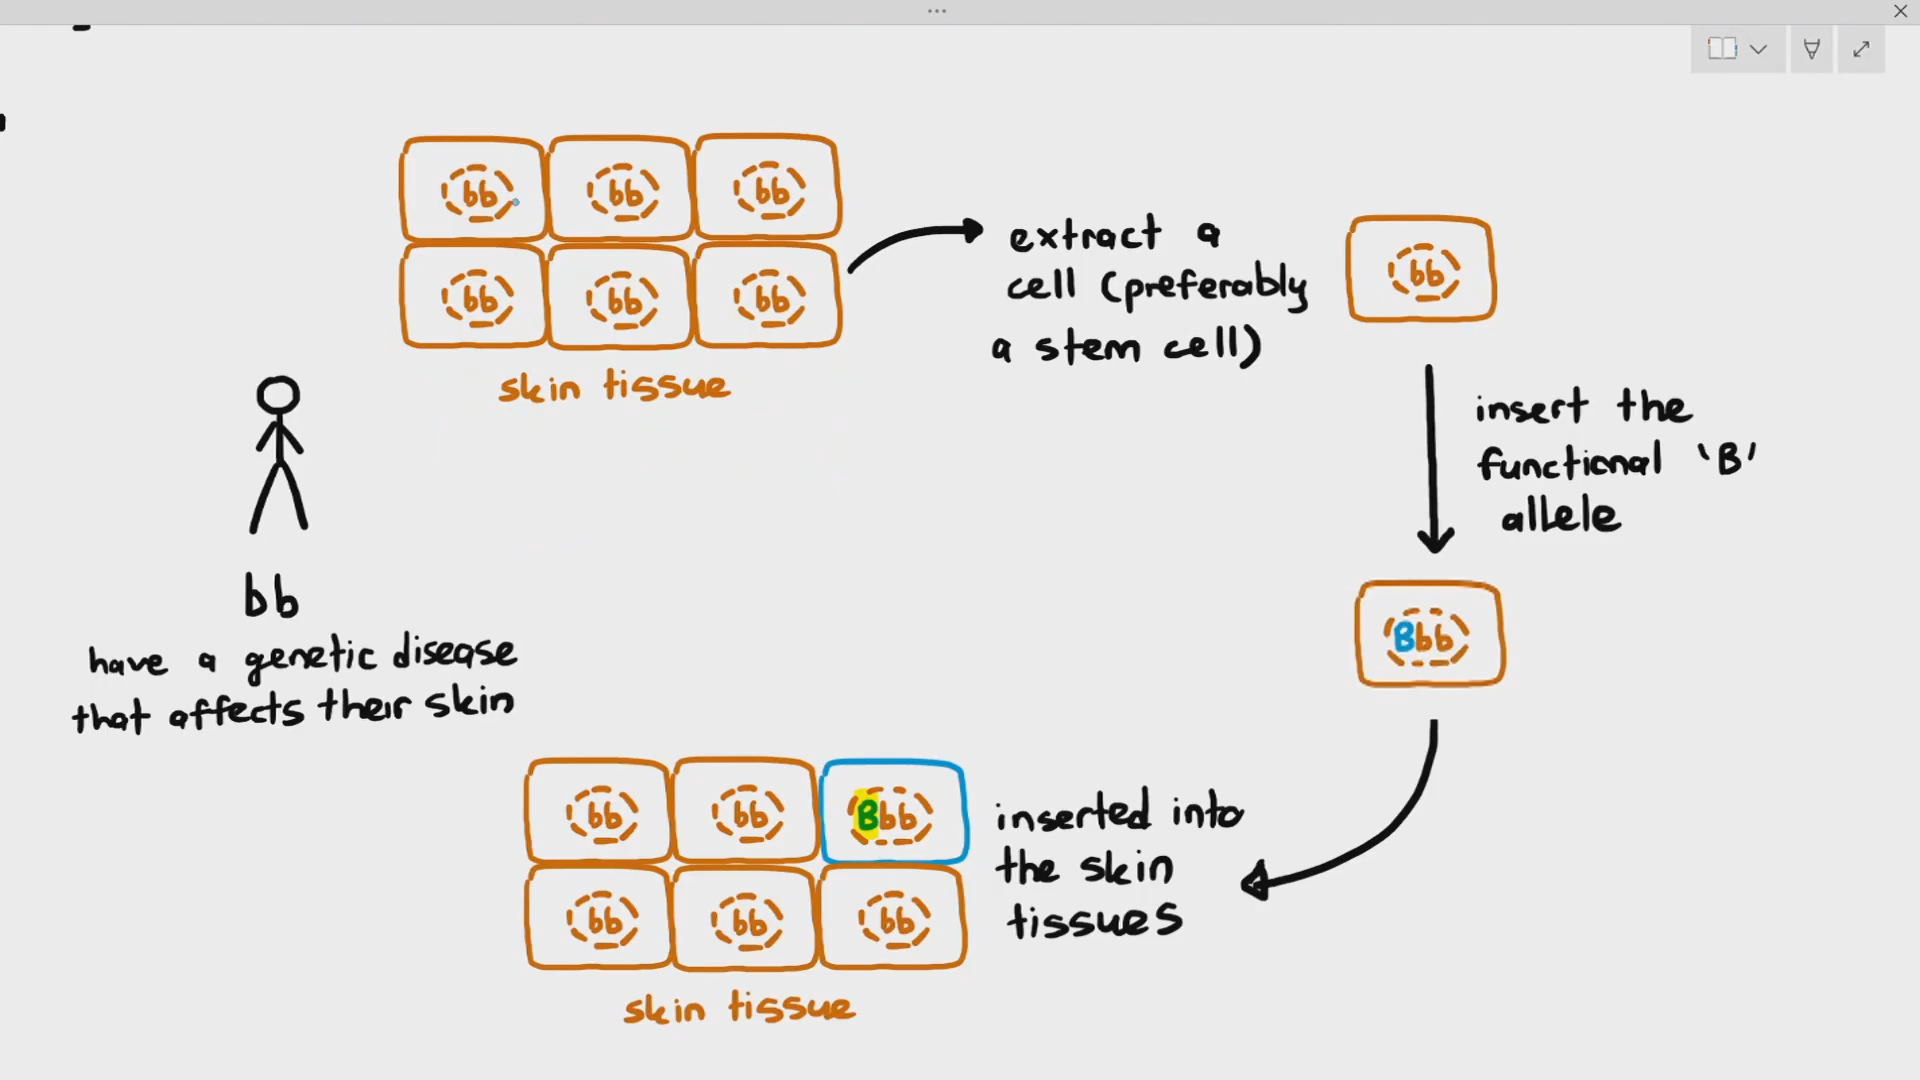 bb bb bb
bb bb bb
skin tissue
extract a
cell (preferably
a stem cell)
bb
insert the
functional 'B'
allele
Bbb
bb
have a genetic disease
that affects their skin
inserted into
the skin
tissues
bb bb Bbb
bb bb bb
skin tissue